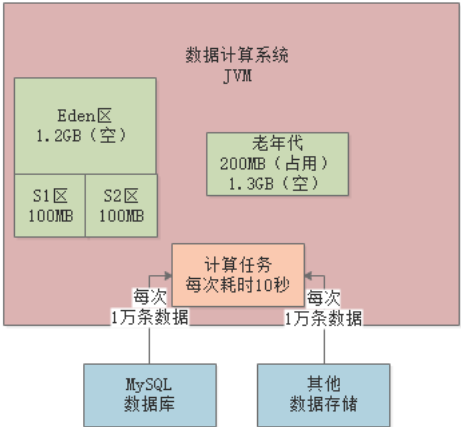 数据计算系统
JVM
Eden区
1.2GB（空）
老年代
200MB（占用）
1.3GB（空）
S1区
100MB
S2区
100MB
计算任务
每次耗时10秒
每次
1万条数据
每次
1万条数据
MySQL
数据库
其他
数据存储